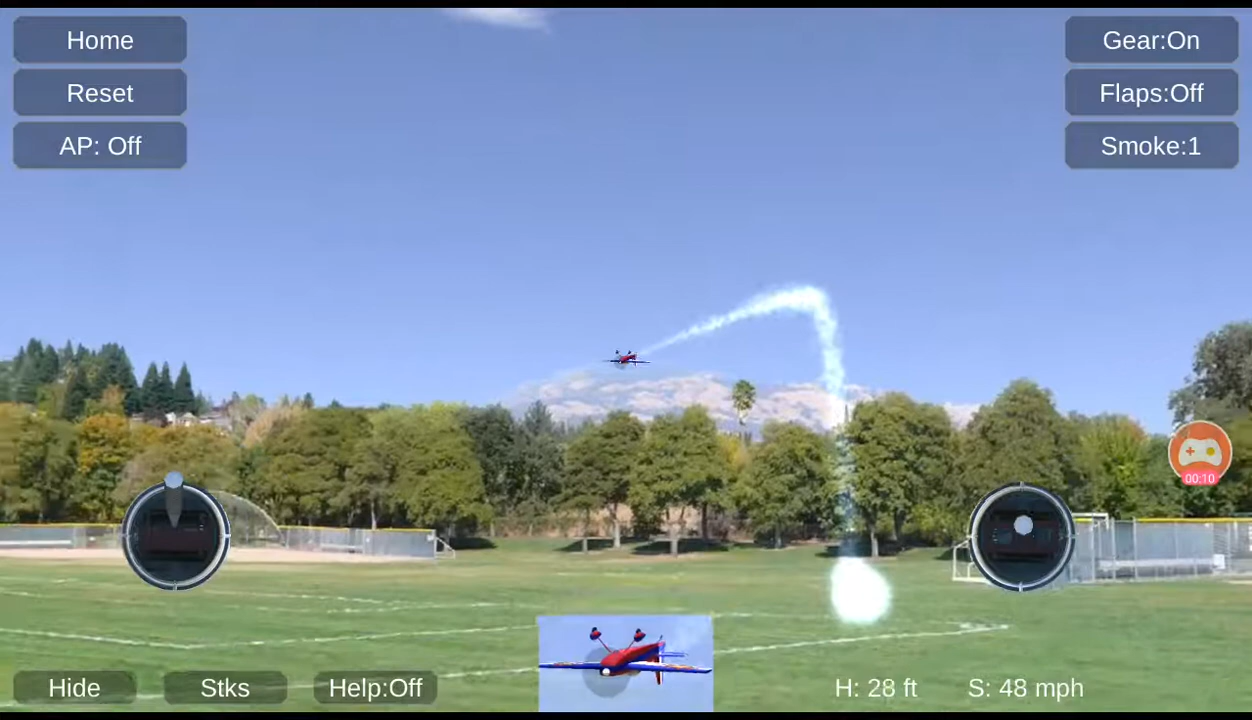 Home
Reset
AP: Off
Gear:On
Flaps:Off
Smoke:1
00:10
Hide
Stks
Help:Off
H: 28 ft
S: 48 mph